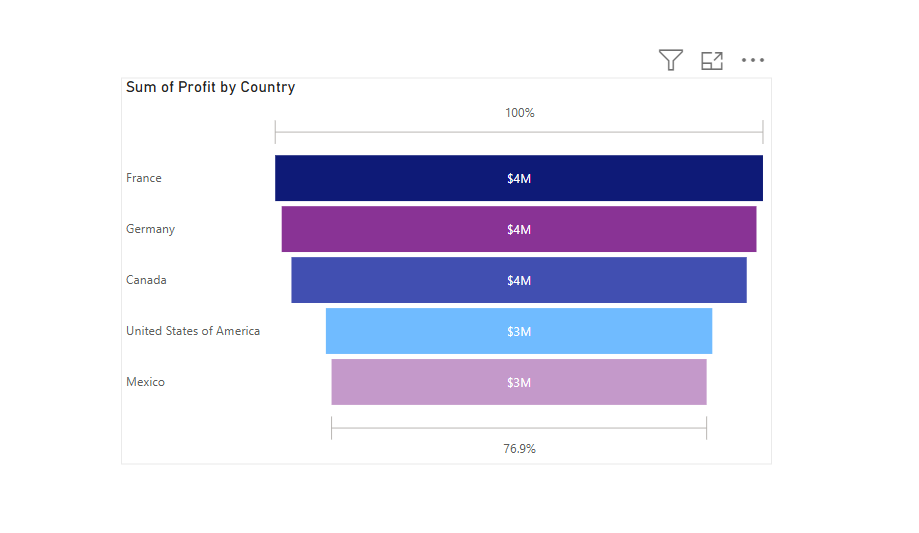 Sum of Profit by Country
100%
France $4M
Germany $4M
Canada $4M
United States of America $3M
Mexico $3M
76.9%